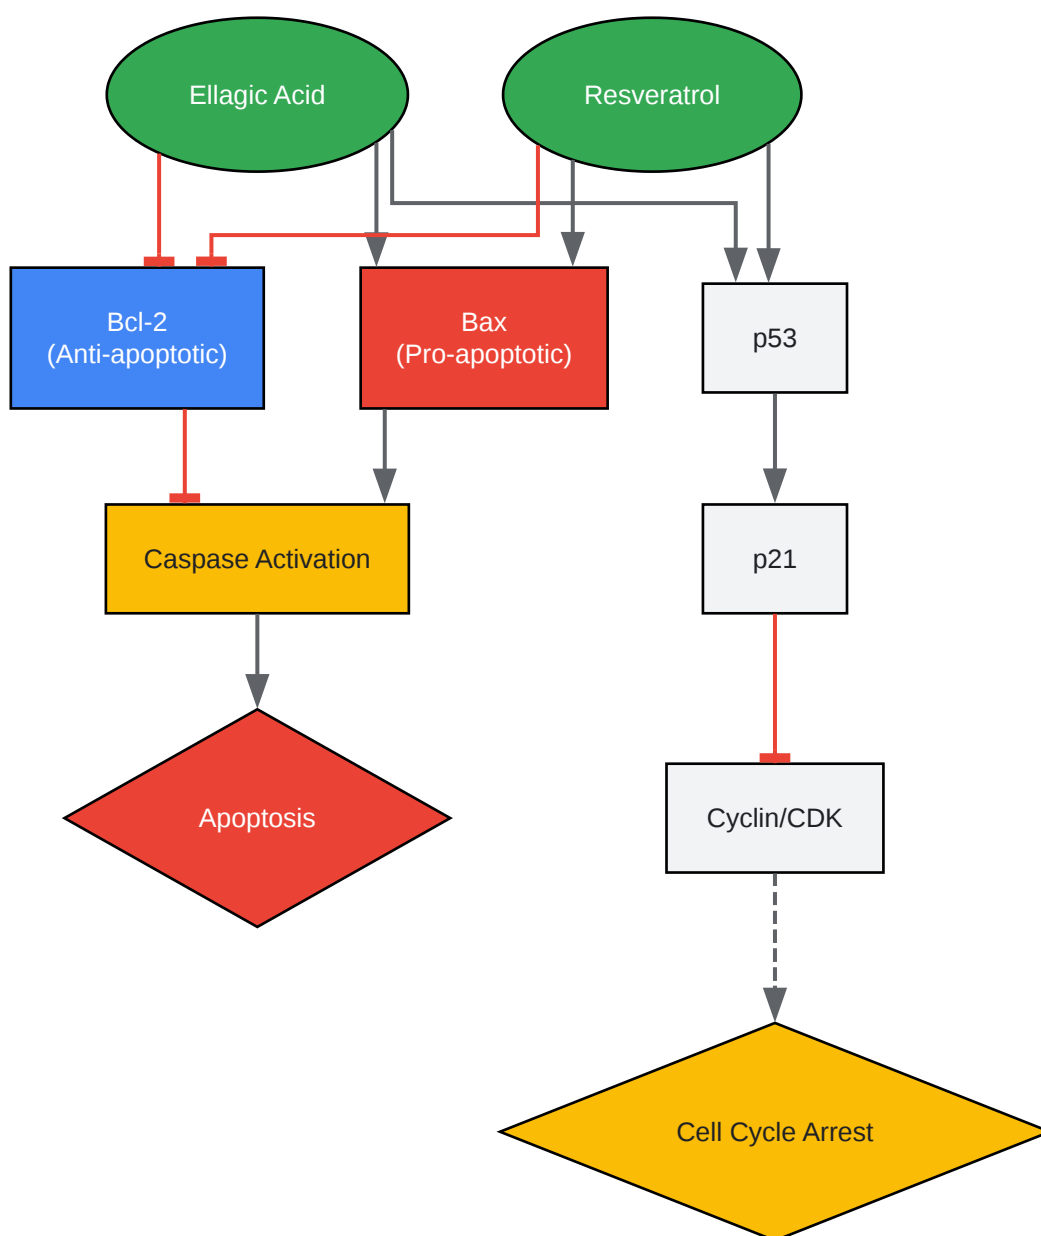 Ellagic Acid
Resveratrol
Bcl-2
(Anti-apoptotic)
Bax
(Pro-apoptotic)
p53
Caspase Activation
p21
Apoptosis
Cyclin/CDK
Cell Cycle Arrest